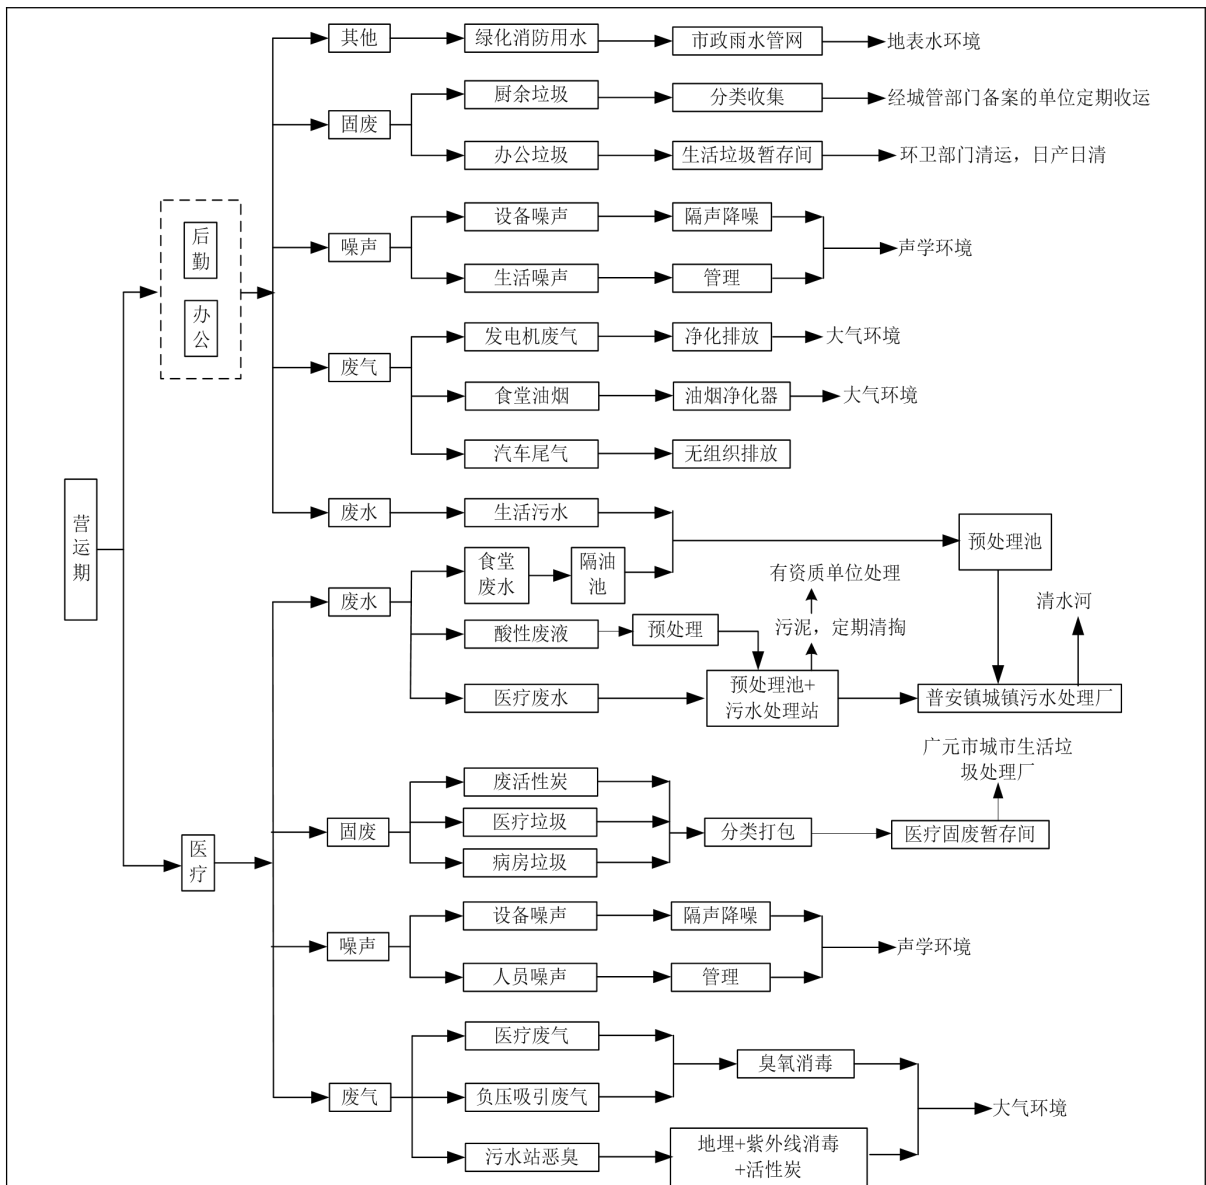 其他
绿化消防用水
市政雨水管网
地表水环境
固废
厨余垃圾
分类收集
经城管部门备案的单位定期收运
办公垃圾
生活垃圾暂存间
环卫部门清运，日产日清
后
勤
办
公
噪声
设备噪声
隔声降噪
生活噪声
管理
声学环境
废气
发电机废气
净化排放
大气环境
食堂油烟
油烟净化器
大气环境
汽车尾气
无组织排放
营
运
期
废水
生活污水
预处理池
废水
食堂
废水
隔油
池
有资质单位处理
清水河
酸性废液
预处理
污泥，定期清掏
医疗废水
预处理池+
污水处理站
普安镇城镇污水处理厂
广元市城市生活垃
圾处理厂
医
疗
固废
废活性炭
医疗垃圾
病房垃圾
分类打包
医疗固废暂存间
噪声
设备噪声
隔声降噪
人员噪声
管理
声学环境
废气
医疗废气
负压吸引废气
臭氧消毒
大气环境
污水站恶臭
地埋+紫外线消毒
+活性炭